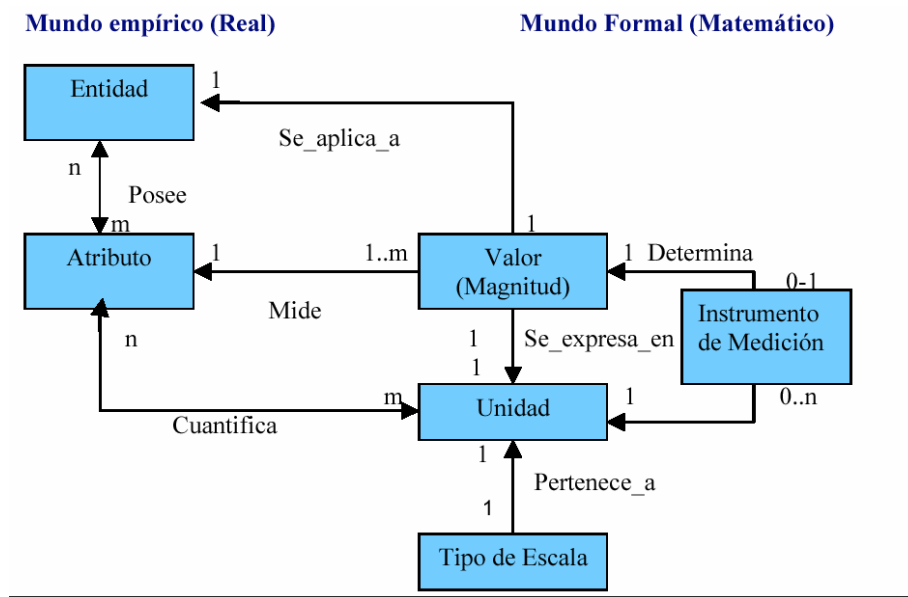 Mundo empírico (Real)
Mundo Formal (Matemático)
Entidad
1
Se_aplica_a
n
Posee
m
Atributo
1
1..m
Mide
1
Valor
(Magnitud)
1
Determina
0-1
Instrumento
de Medición
n
1
Se_expresa_en
1
m
Cuantifica
Unidad
1
0..n
1
Pertenece_a
1
Tipo de Escala